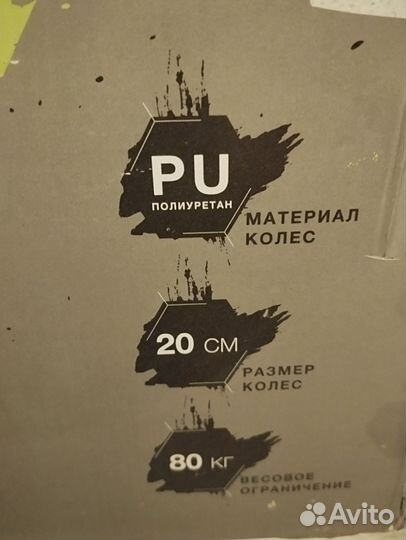 PU
ПОЛИУРЕТАН
МАТЕРИАЛ
КОЛЕС
20 СМ
РАЗМЕР
КОЛЕС
80 КГ
ВЕСОВОЕ
ОГРАНИЧЕНИЕ
Avito